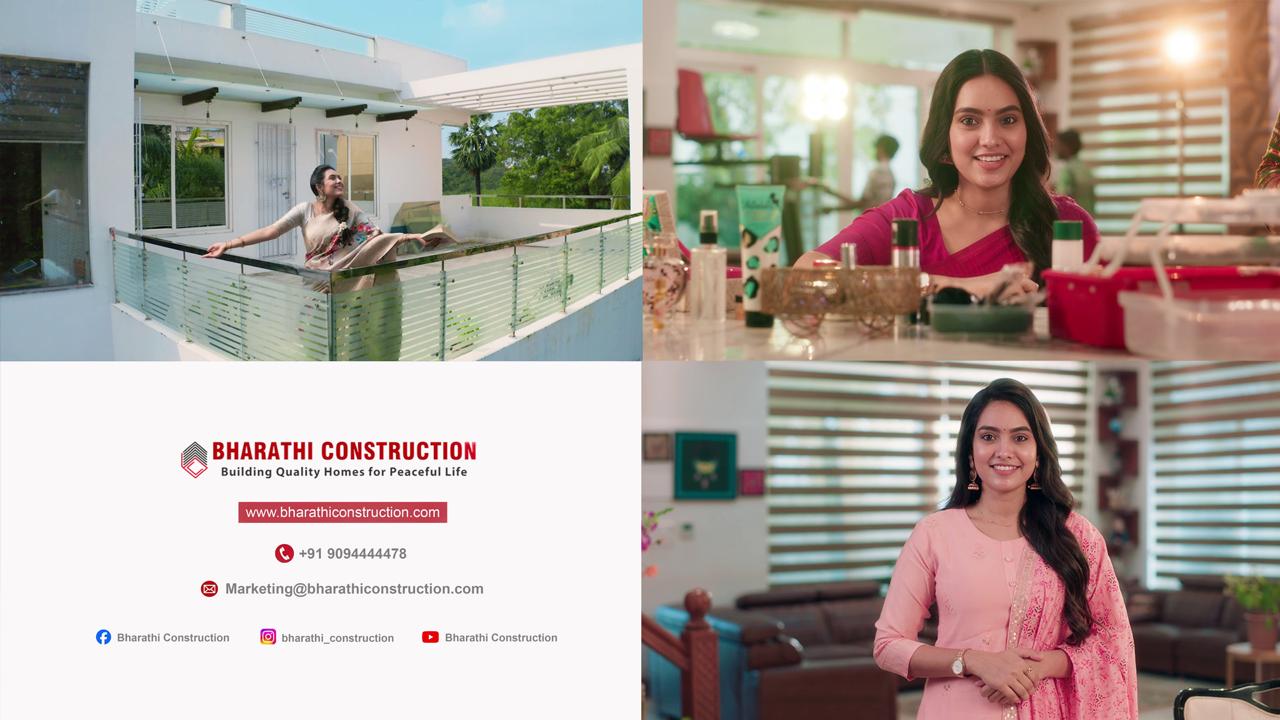 BHARATHI CONSTRUCTION
Building Quality Homes for Peaceful Life
www.bharathiconstruction.com
+91 9094444478
Marketing@bharathiconstruction.com
Bharathi Construction bharathi_construction Bharathi Construction